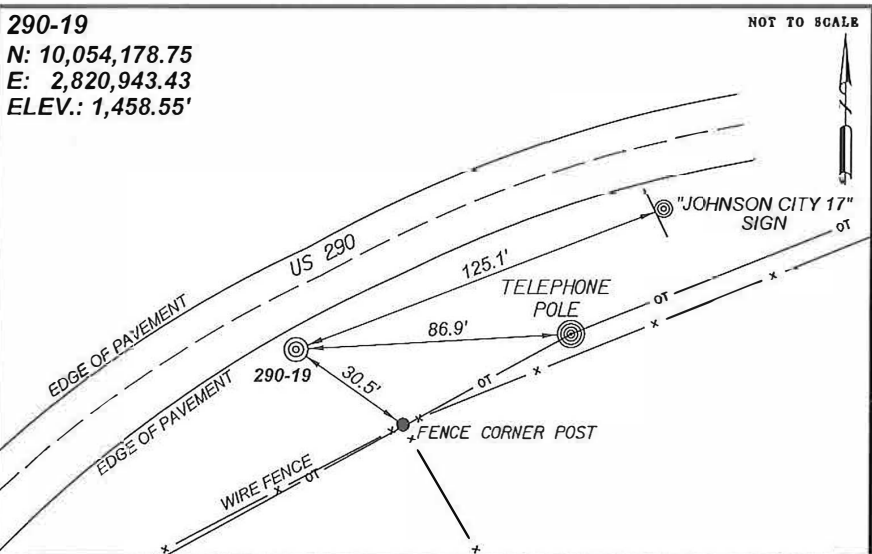 290-19
N: 10,054,178.75
E: 2,820,943.43
ELEV.: 1,458.55'
NOT TO SCALE
"JOHNSON CITY 17"
SIGN
OT
US 290
125.1'
TELEPHONE
POLE
OT
x
x
EDGE OF PAVEMENT
86.9'
290-19
30.5'
OT
x
EDGE OF PAVEMENT
x
x
x
FENCE CORNER POST
WIRE FENCE
x
OT
x
x